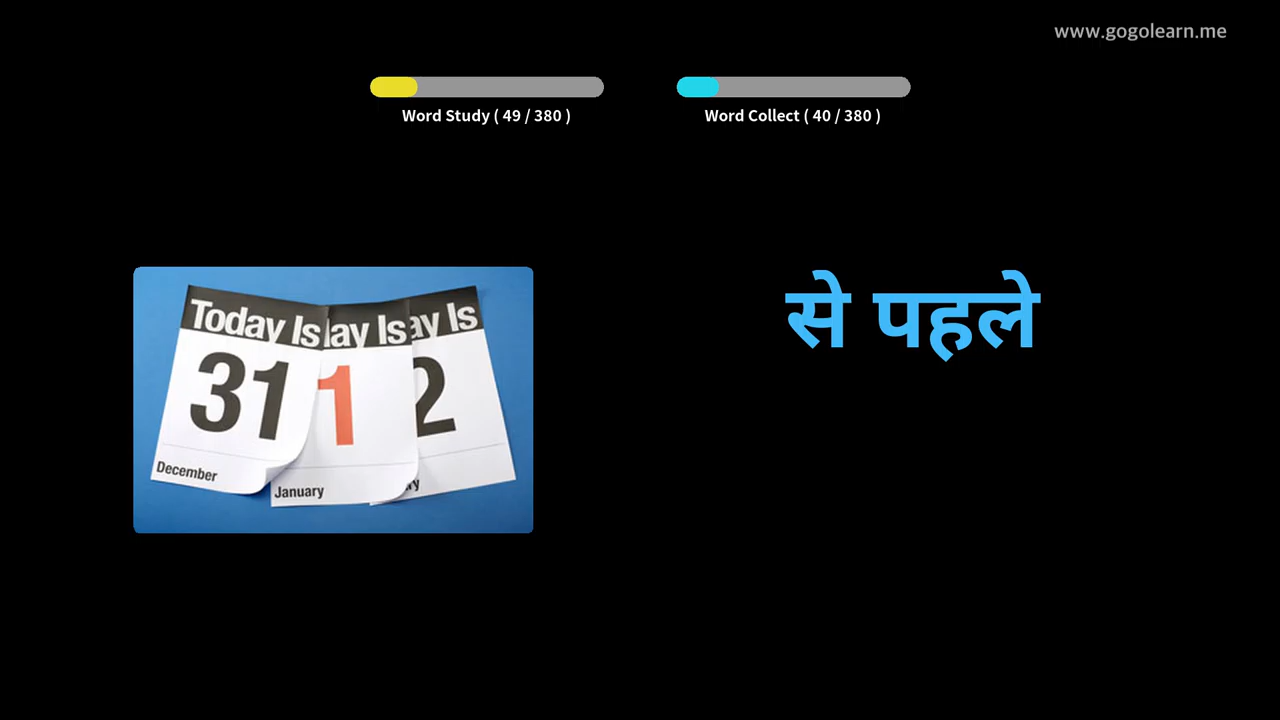 www.gogolearn.me
Word Study ( 49 / 380 )
Word Collect ( 40 / 380 )
से पहले
Today Is
31
December
ay Is
1
January
ay Is
2
ry